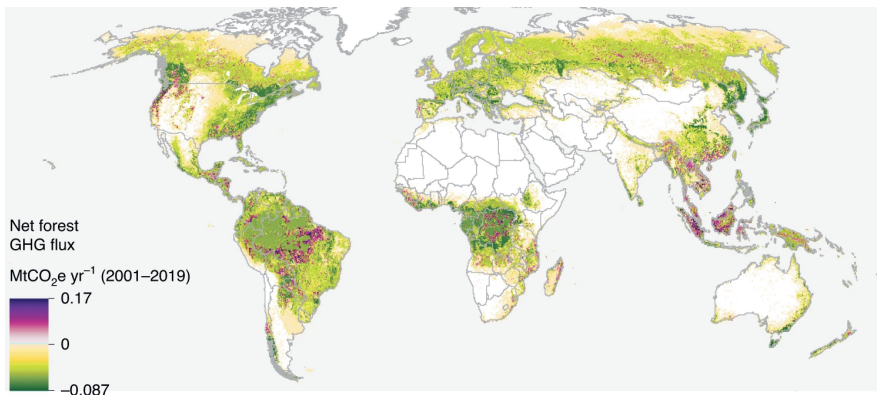 Net forest
GHG flux
MtCO₂e yr⁻¹ (2001–2019)
0.17
0
–0.087